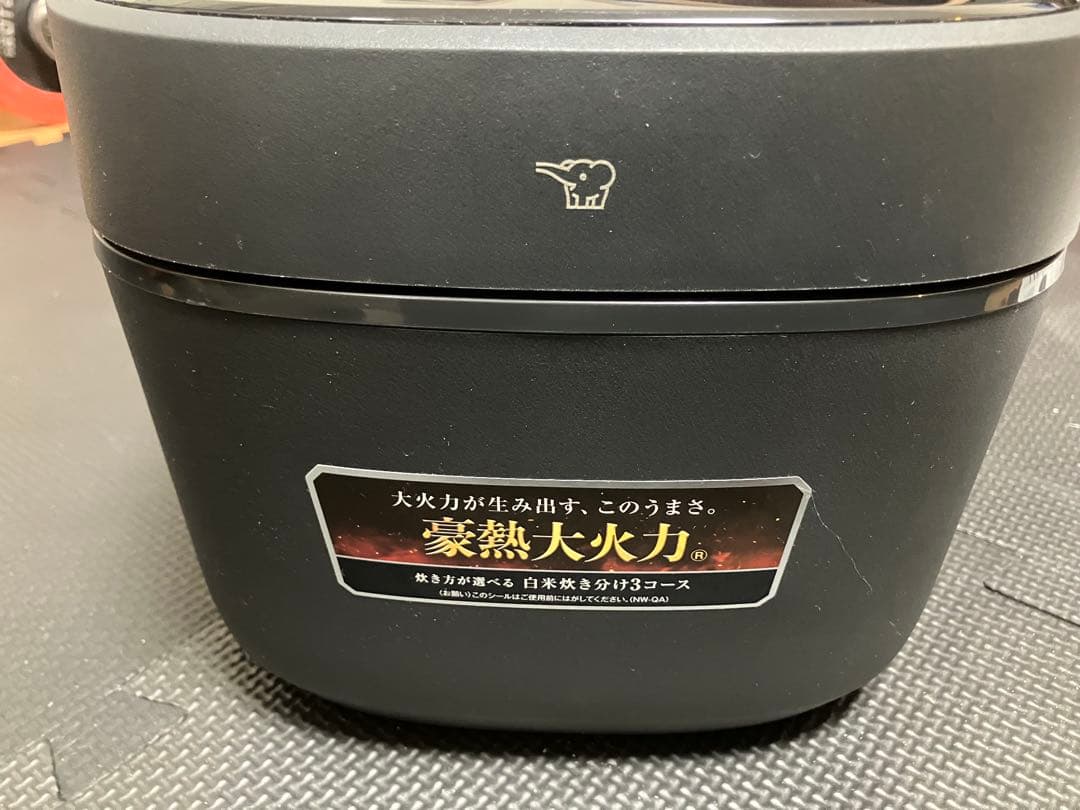 大火力が生み出す、このうまさ。
豪熱大火力®
炊き方が選べる 白米炊き分け3コース
(お願い)このシールはご使用前にはがしてください。(NW-QA)